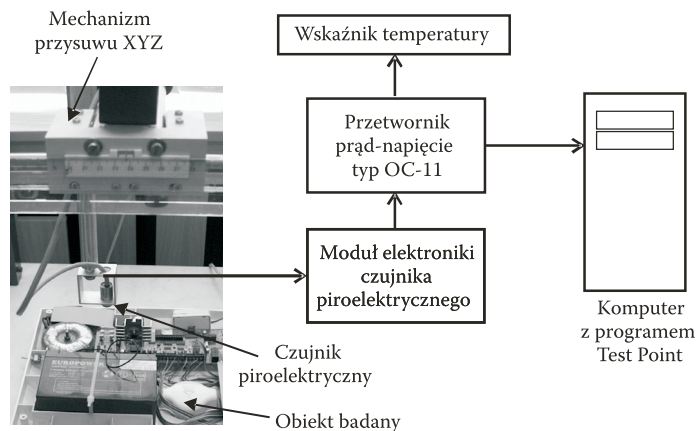 Mechanizm
przysuwu XYZ
Wskaźnik temperatury
Przetwornik
prąd-napięcie
typ OC-11
Moduł elektroniki
czujnika
piroelektrycznego
Komputer
z programem
Test Point
Czujnik
piroelektryczny
Obiekt badany